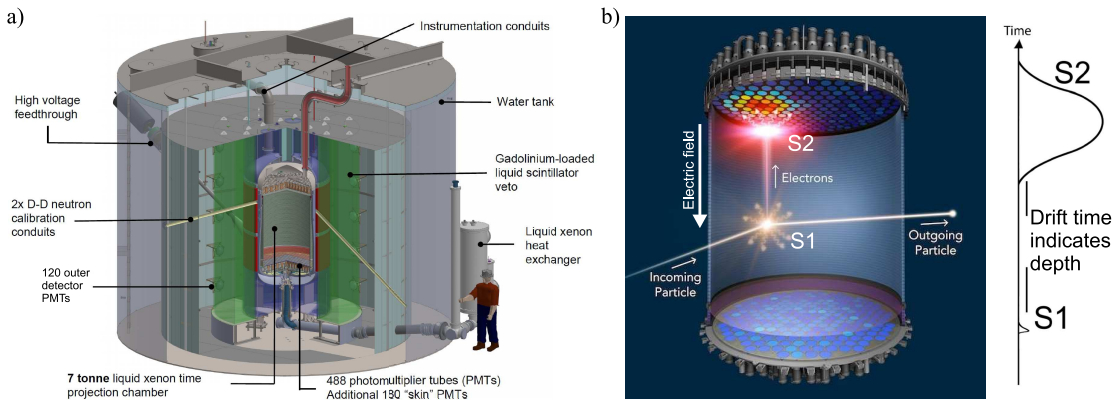 a)
Instrumentation conduits
High voltage
feedthrough
Water tank
Gadolinium-loaded
liquid scintillator
veto
2x D-D neutron
calibration
conduits
Liquid xenon
heat
exchanger
120 outer
detector
PMTs
7 tonne liquid xenon time
projection chamber
488 photomultiplier tubes (PMTs)
Additional 180 “skin” PMTs
b)
Time
S2
S2
Electric field
Electrons
S1
Outgoing
Particle
Incoming
Particle
Drift time
indicates
depth
S1